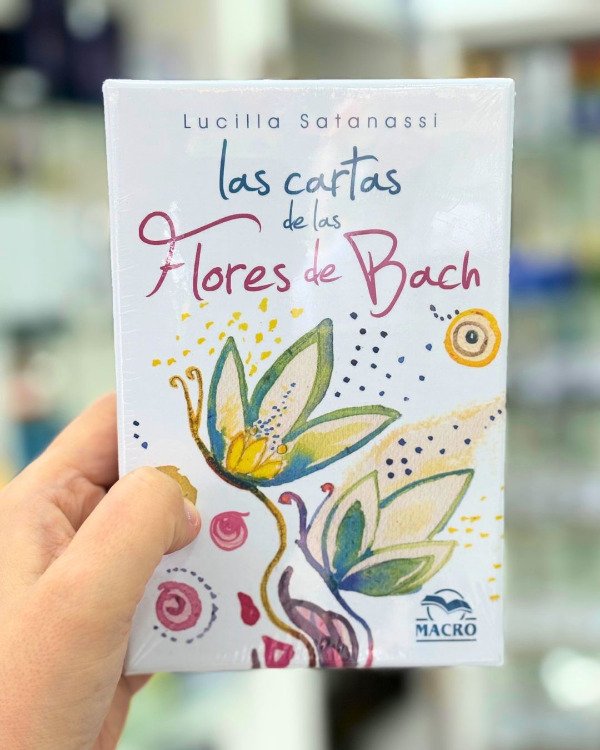 Lucilla Satanassi
las cartas
de las
Flores de Bach
MACRO